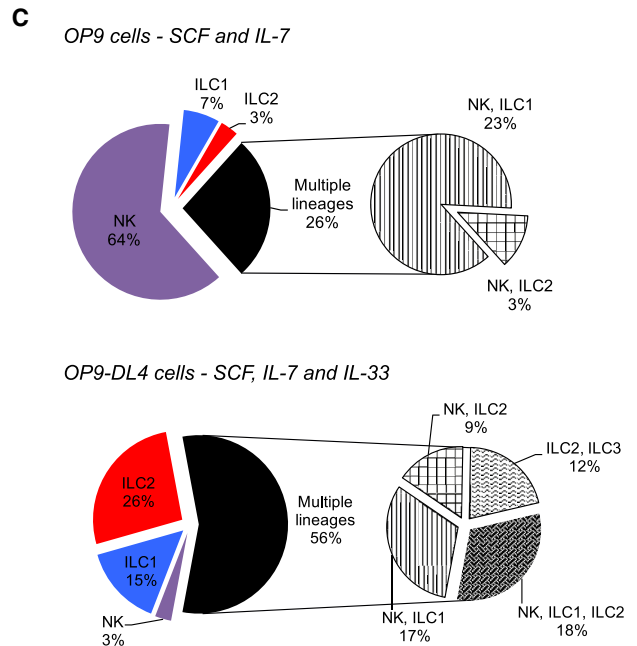 C
OP9 cells - SCF and IL-7
ILC1
7%
ILC2
3%
NK, ILC1
23%
Multiple
lineages
26%
NK
64%
NK, ILC2
3%
OP9-DL4 cells - SCF, IL-7 and IL-33
NK, ILC2
9%
ILC2, ILC3
12%
ILC2
26%
Multiple
lineages
56%
ILC1
15%
NK
3%
NK, ILC1
17%
NK, ILC1, ILC2
18%